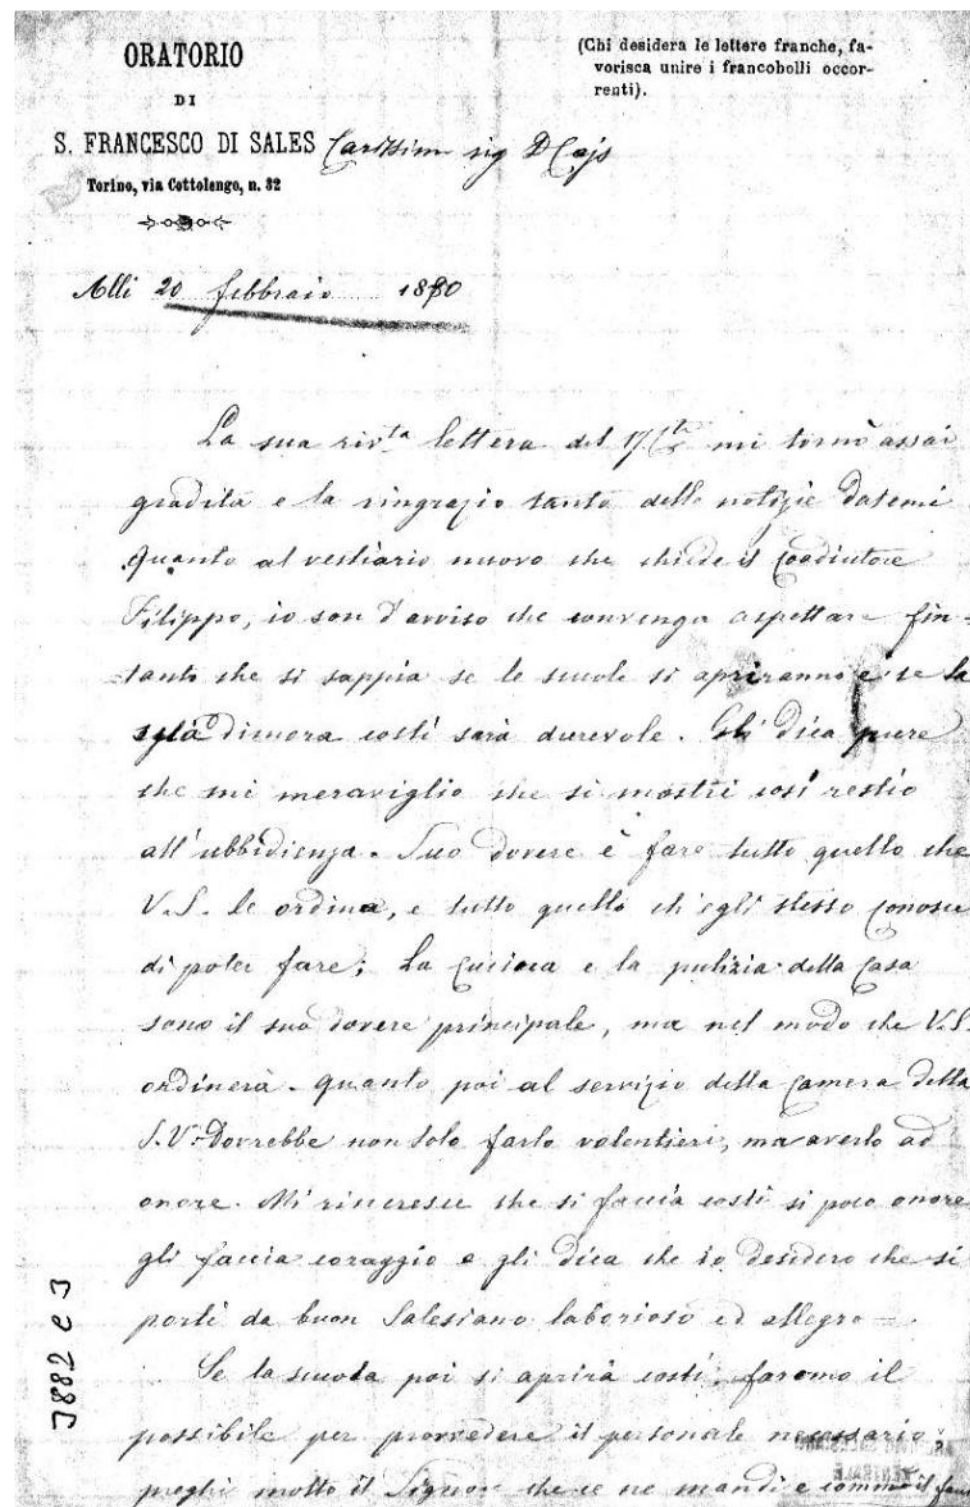 ORATORIO
DI
S. FRANCESCO DI SALES
Torino, via Cottolengo, n. 32
(Chi desidera le lettere franche, fa-
vorisca unire i francobolli occor-
renti).
Carissimo sig D Cays
Alli 20 febbraio 1880
La sua riv.ta lettera del 17 mi tornò assai
gradita e la ringrazio tanto delle notizie datemi
Quanto al vestiario nuovo che chiede il Coadiutore
Filippo, io son d'avviso che convenga aspettare fin=
tanto che si sappia se le scuole si apriranno e se la
dimora costì sarà durevole. Gli dica pure
che mi meraviglio che si mostri così restio
all'ubbidienza. Suo dovere è fare tutto quello che
V.S. le ordina, e tutto quello ch'egli stesso conosce
di poter fare; La cucina e la pulizia della casa
sono il suo dovere principale, ma nel modo che V.S.
ordinerà. Quanto poi al servizio della camera della
S.V. Dovrebbe non solo farlo volentieri, ma averlo ad
onore. Mi rincresce che si faccia costì si poco onore
gli faccia coraggio e gli dica che io desidero che si
porti da buon Salesiano laborioso ed allegro =.
Se la scuola poi si aprirà costì, faremo il
possibile per provvedere il personale necessario.
preghi molto il Signore che ce ne mandi e
3882 e 3